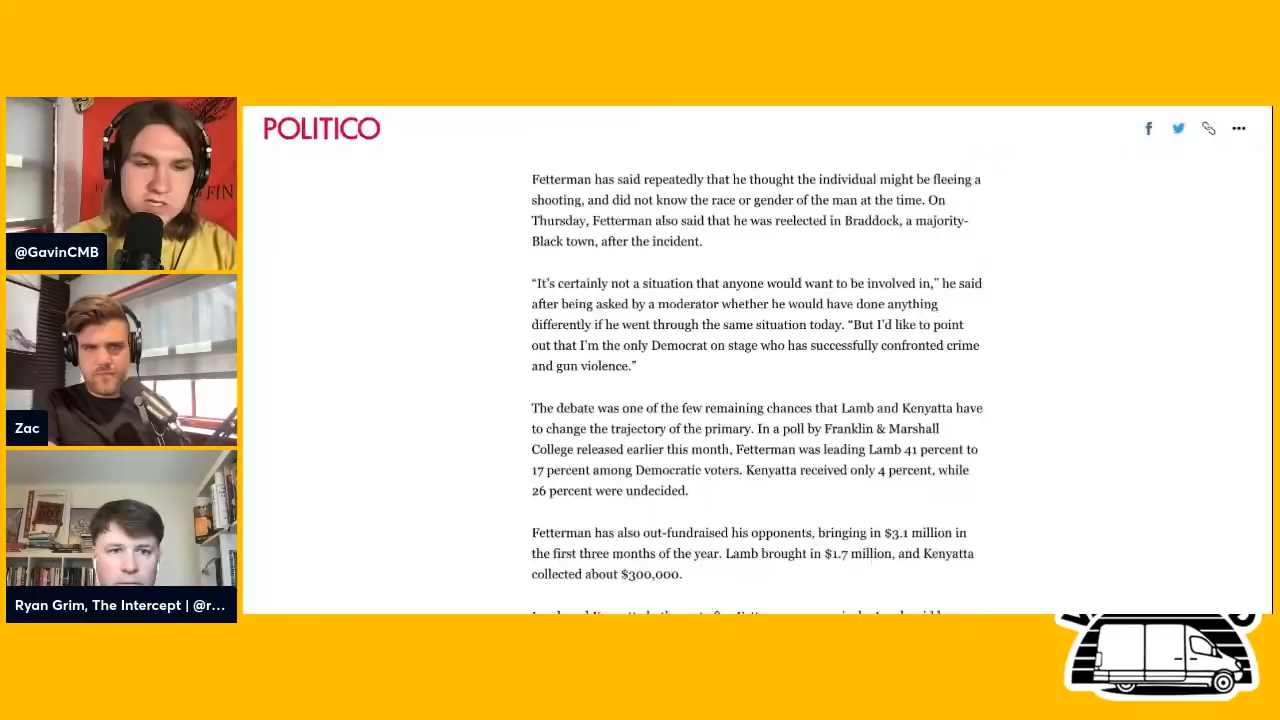 POLITICO
Fetterman has said repeatedly that he thought the individual might be fleeing a
shooting, and did not know the race or gender of the man at the time. On
Thursday, Fetterman also said that he was reelected in Braddock, a majority-
Black town, after the incident.
“It’s certainly not a situation that anyone would want to be involved in,” he said
after being asked by a moderator whether he would have done anything
differently if he went through the same situation today. “But I’d like to point
out that I’m the only Democrat on stage who has successfully confronted crime
and gun violence.”
The debate was one of the few remaining chances that Lamb and Kenyatta have
to change the trajectory of the primary. In a poll by Franklin & Marshall
College released earlier this month, Fetterman was leading Lamb 41 percent to
17 percent among Democratic voters. Kenyatta received only 4 percent, while
26 percent were undecided.
Fetterman has also out-fundraised his opponents, bringing in $3.1 million in
the first three months of the year. Lamb brought in $1.7 million, and Kenyatta
collected about $300,000.
@GavinCMB
Zac
Ryan Grim, The Intercept | @r...